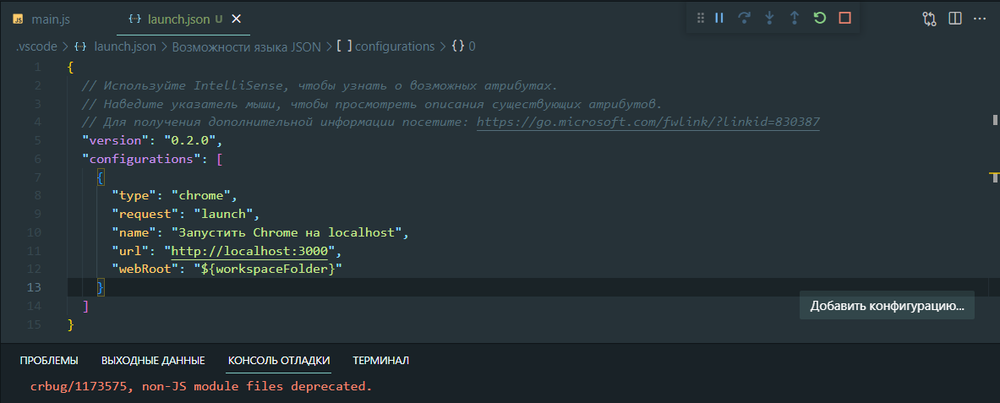 JS main.js {··} launch.json U ×
.vscode > {··} launch.json > Возможности языка JSON > [ ] configurations > {} 0
1 {
2 // Используйте IntelliSense, чтобы узнать о возможных атрибутах.
3 // Наведите указатель мыши, чтобы просмотреть описания существующих атрибутов.
4 // Для получения дополнительной информации посетите: https://go.microsoft.com/fwlink/?linkid=830387
5 "version": "0.2.0",
6 "configurations": [
7 {
8 "type": "chrome",
9 "request": "launch",
10 "name": "Запустить Chrome на localhost",
11 "url": "http://localhost:3000",
12 "webRoot": "${workspaceFolder}"
13 }
14 ]
15 }
Добавить конфигурацию...
ПРОБЛЕМЫ ВЫХОДНЫЕ ДАННЫЕ КОНСОЛЬ ОТЛАДКИ ТЕРМИНАЛ
crbug/1173575, non-JS module files deprecated.